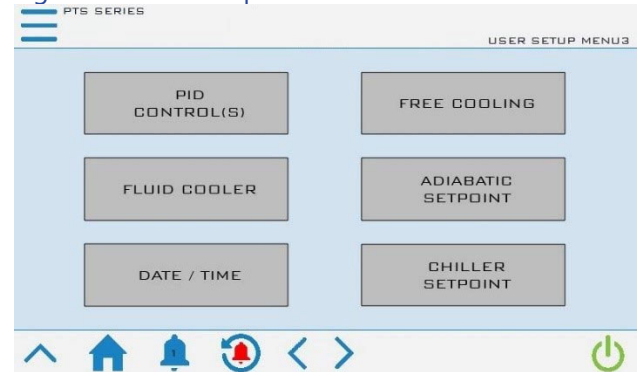 PTS SERIES
USER SETUP MENU3
PID
CONTROL(S)
FREE COOLING
FLUID COOLER
ADIABATIC
SETPOINT
DATE / TIME
CHILLER
SETPOINT
1